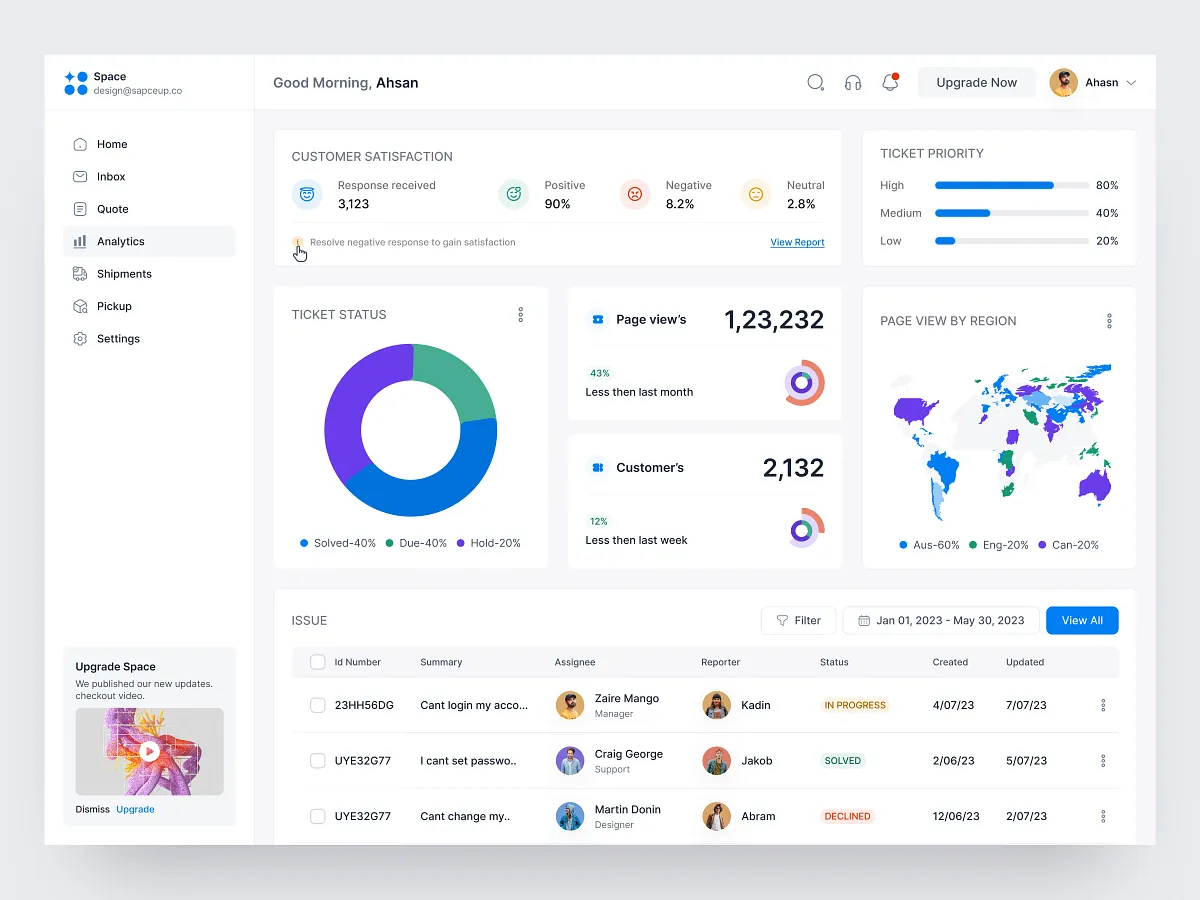 Space
design@sapceup.co
Good Morning, Ahsan
Upgrade Now
Ahasn
Home
Inbox
Quote
Analytics
Shipments
Pickup
Settings
Upgrade Space
We published our new updates.
checkout video.
Dismiss Upgrade
CUSTOMER SATISFACTION
Response received
3,123
Positive
90%
Negative
8.2%
Neutral
2.8%
Resolve negative response to gain satisfaction
View Report
TICKET PRIORITY
High 80%
Medium 40%
Low 20%
TICKET STATUS
Solved-40% Due-40% Hold-20%
Page view’s 1,23,232
43%
Less then last month
Customer’s 2,132
12%
Less then last week
PAGE VIEW BY REGION
Aus-60% Eng-20% Can-20%
ISSUE
Filter
Jan 01, 2023 - May 30, 2023
View All
Id Number Summary Assignee Reporter Status Created Updated
23HH56DG Cant login my acco... Zaire Mango Kadin IN PROGRESS 4/07/23 7/07/23
Manager
UYE32G77 I cant set passwo.. Craig George Jakob SOLVED 2/06/23 5/07/23
Support
UYE32G77 Cant change my.. Martin Donin Abram DECLINED 12/06/23 2/07/23
Designer